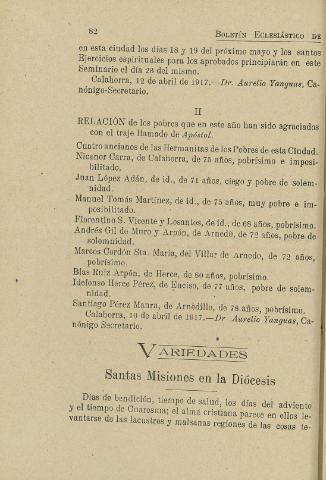 82 BOLETÍN ECLESIÁSTICO DE
en esta ciudad los días 18 y 19 del próximo mayo y los santos
Ejercicios espirituales para los aprobados principiarán en este
Seminario el día 28 del mismo.
Calahorra, 12 de abril de 1917.—Dr. Aurelio Yanguas, Ca-
nónigo-Secretario.
II
RELACIÓN de los pobres que en este año han sido agraciados
con el traje llamado de Apóstol.
Cuatro ancianos de las Hermanitas de los Pobres de esta Ciudad.
Nicanor Carra, de Calahorra, de 75 años, pobrísimo e imposi-
bilitado.
Juan López Adán, de id., de 71 años, ciego y pobre de solem-
nidad.
Manuel Tomás Martínez, de id., de 75 años, muy pobre e im-
posibilitado.
Florentino S. Vicente y Losantos, de id., de 68 años, pobrísimo.
Andrés Gil de Muro y Arpón, de Arnedo, de 72 años, pobre de
solemnidad.
Marcos Cordón Sta. María, del Villar de Arnedo, de 72 años,
pobrísimo.
Blas Ruiz Arpón, de Herce, de 80 años, pobrísimo.
Ildefonso Herce Pérez, de Enciso, de 77 años, pobre de solem-
nidad.
Santiago Pérez Maura, de Arnedillo, de 78 años, pobrísimo.
Calahorra, 10 de abril de 1917.—Dr Aurelio Yanguas, Ca-
nónigo Secretario.
VARIEDADES
Santas Misiones en la Diócesis
Días de bendición, tiempo de salud, los días del adviento
y el tiempo de Cuaresma; el alma cristiana parece en ellos le-
vantarse de las lacustres y malsanas regiones de las cosas te-